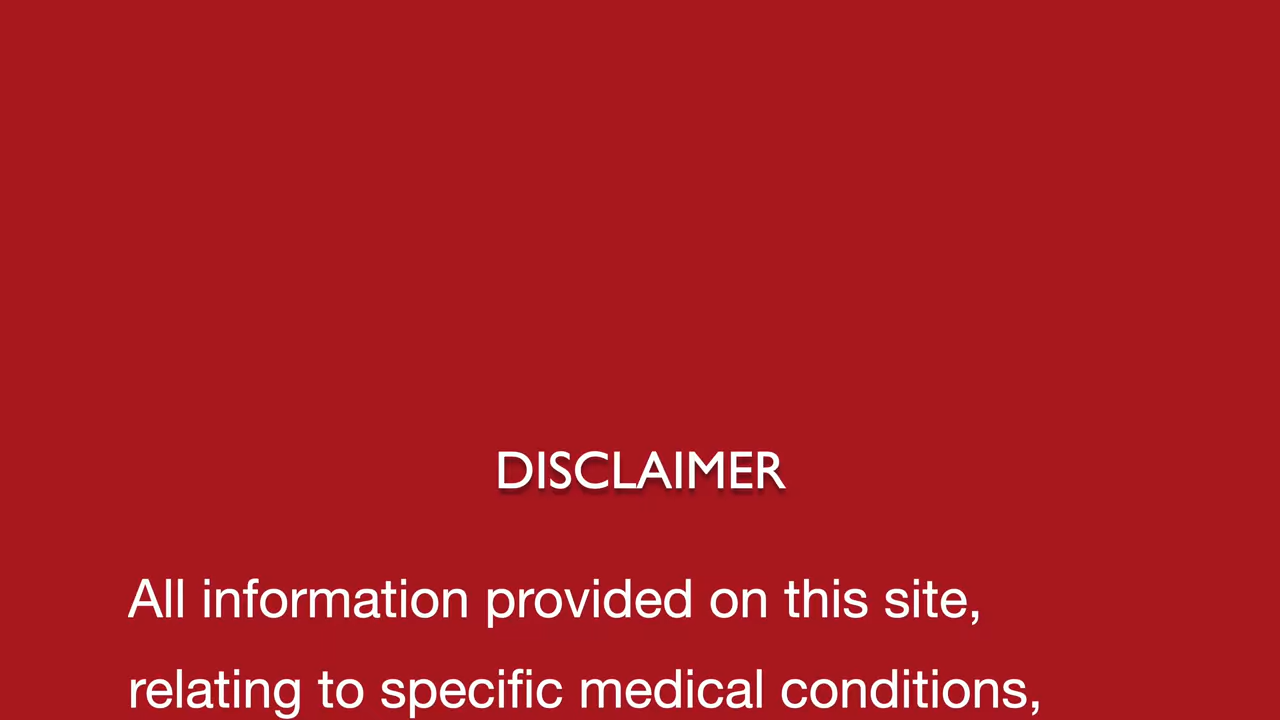 DISCLAIMER
All information provided on this site,
relating to specific medical conditions,